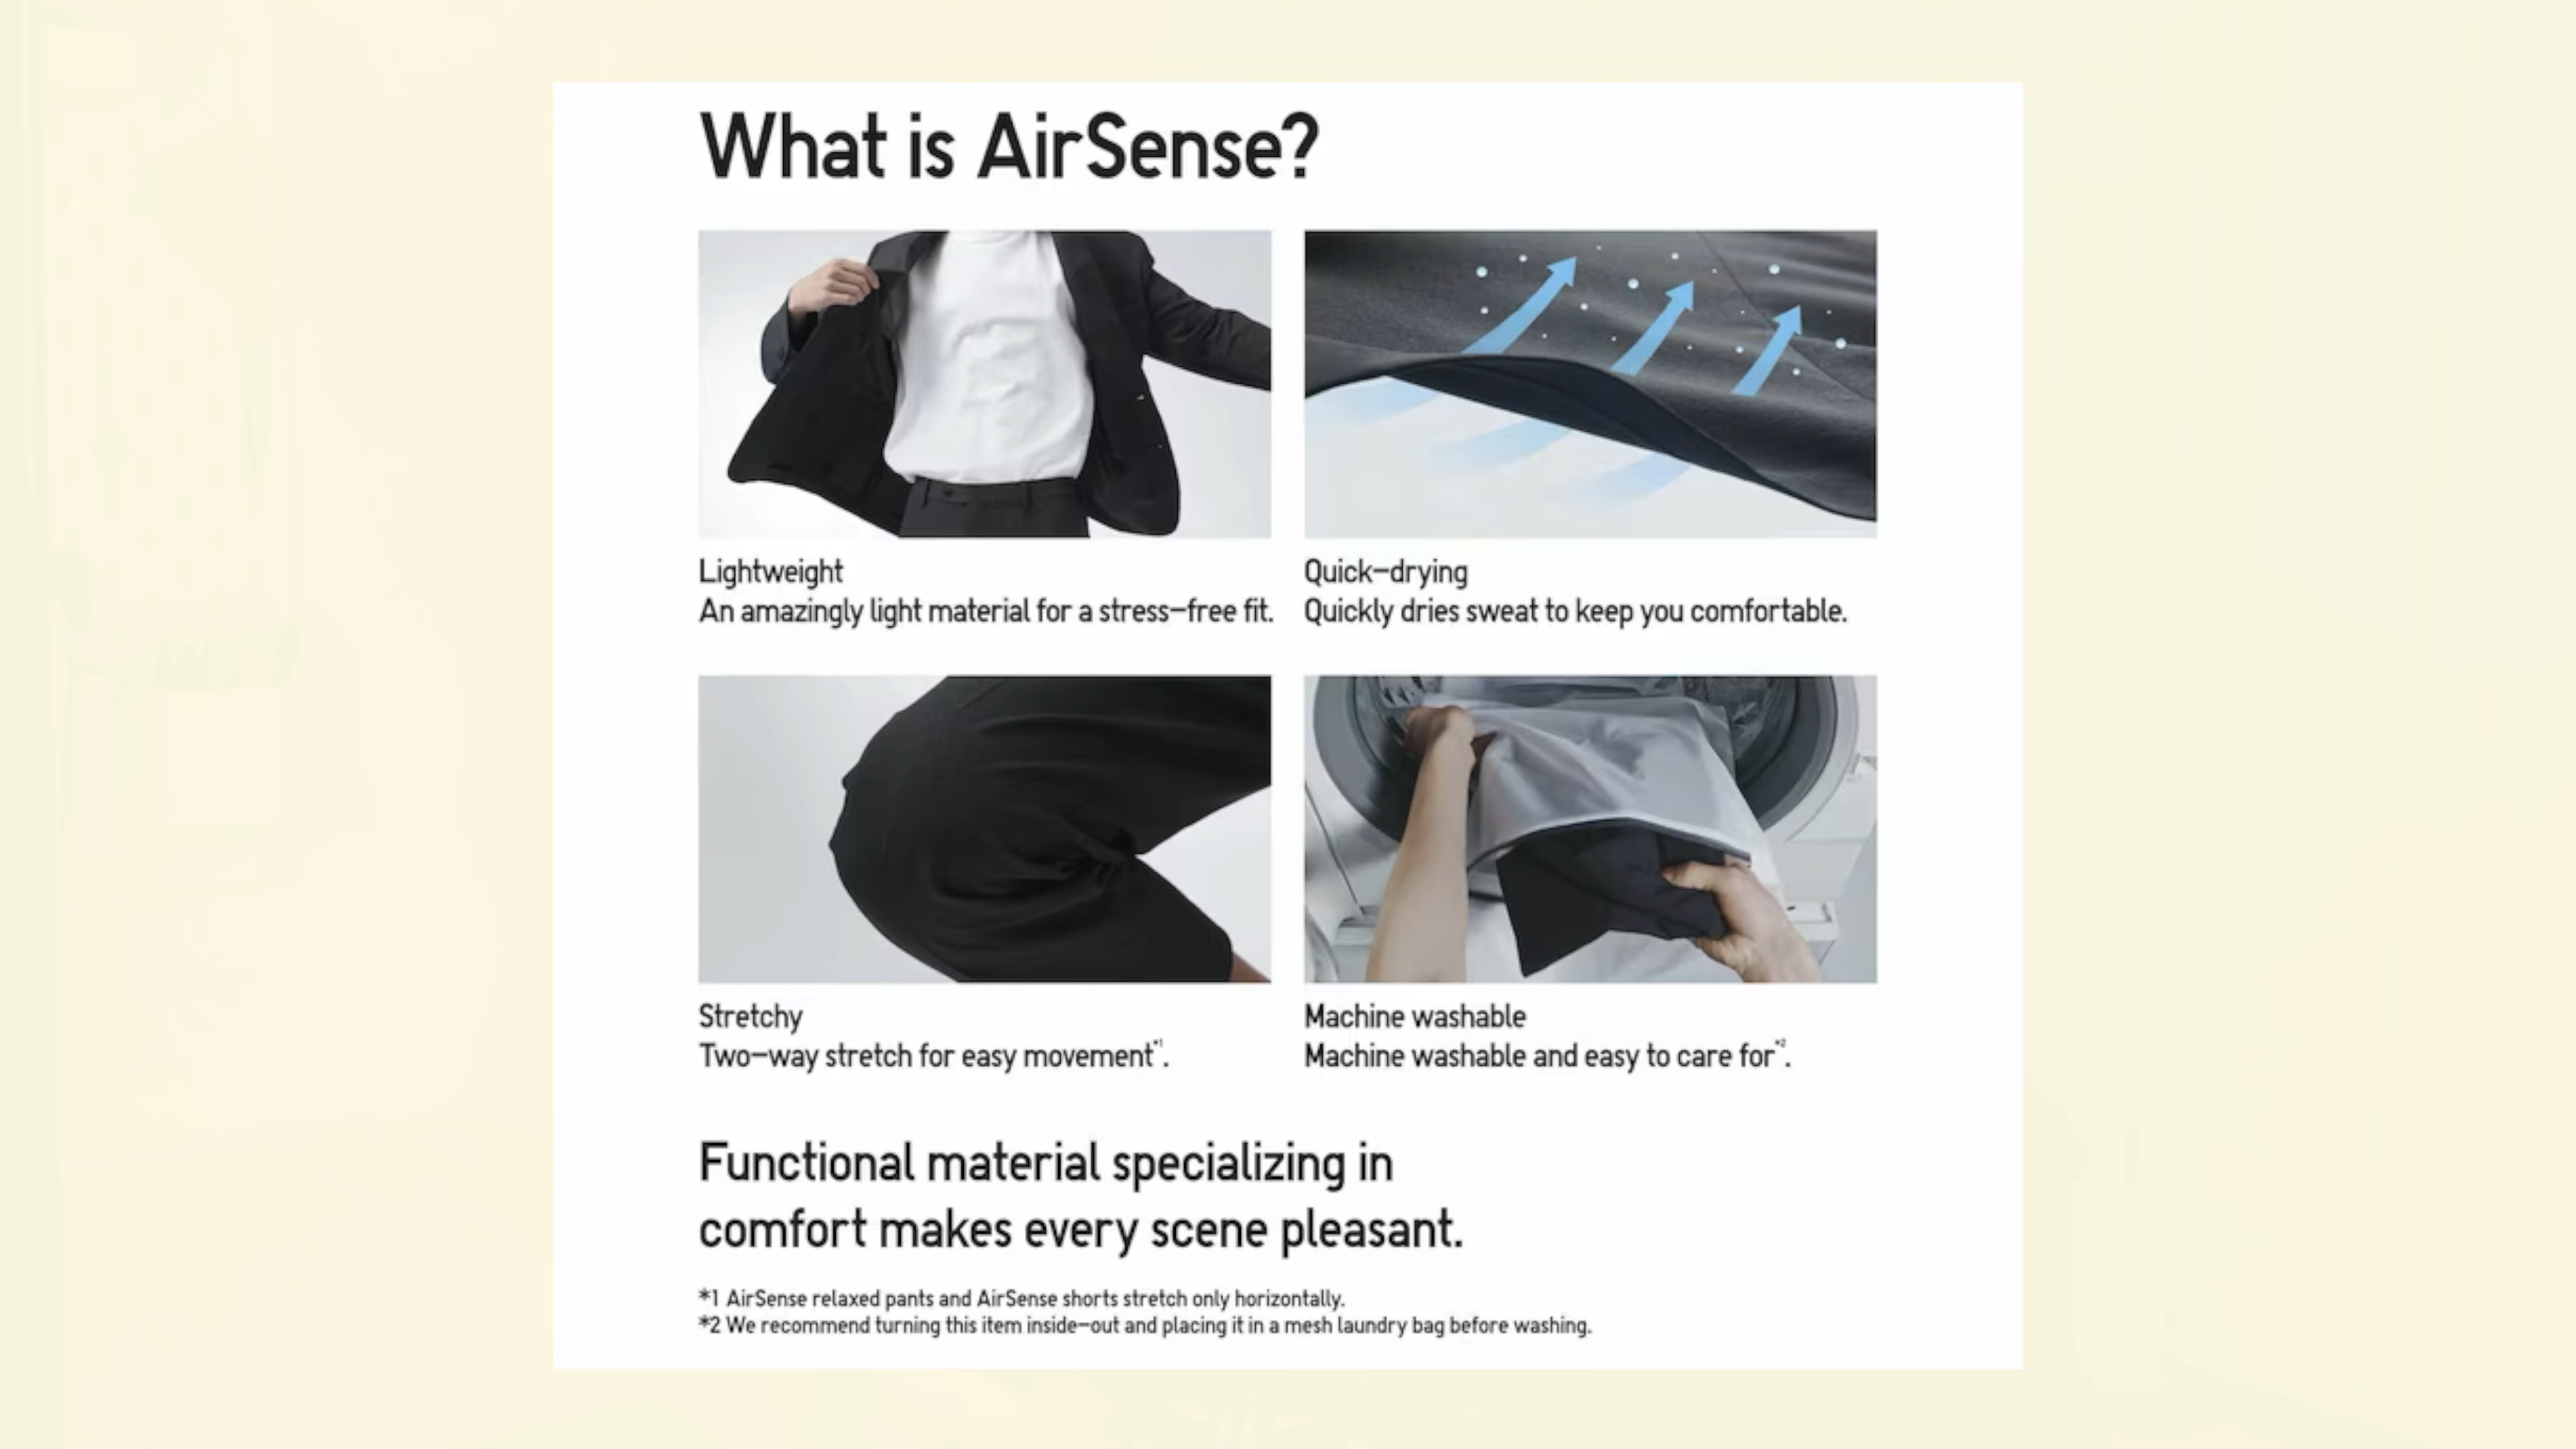 What is AirSense?
Lightweight
An amazingly light material for a stress-free fit.
Quick-drying
Quickly dries sweat to keep you comfortable.
Stretchy
Two-way stretch for easy movement*1.
Machine washable
Machine washable and easy to care for*2.
Functional material specializing in
comfort makes every scene pleasant.
*1 AirSense relaxed pants and AirSense shorts stretch only horizontally.
*2 We recommend turning this item inside-out and placing it in a mesh laundry bag before washing.